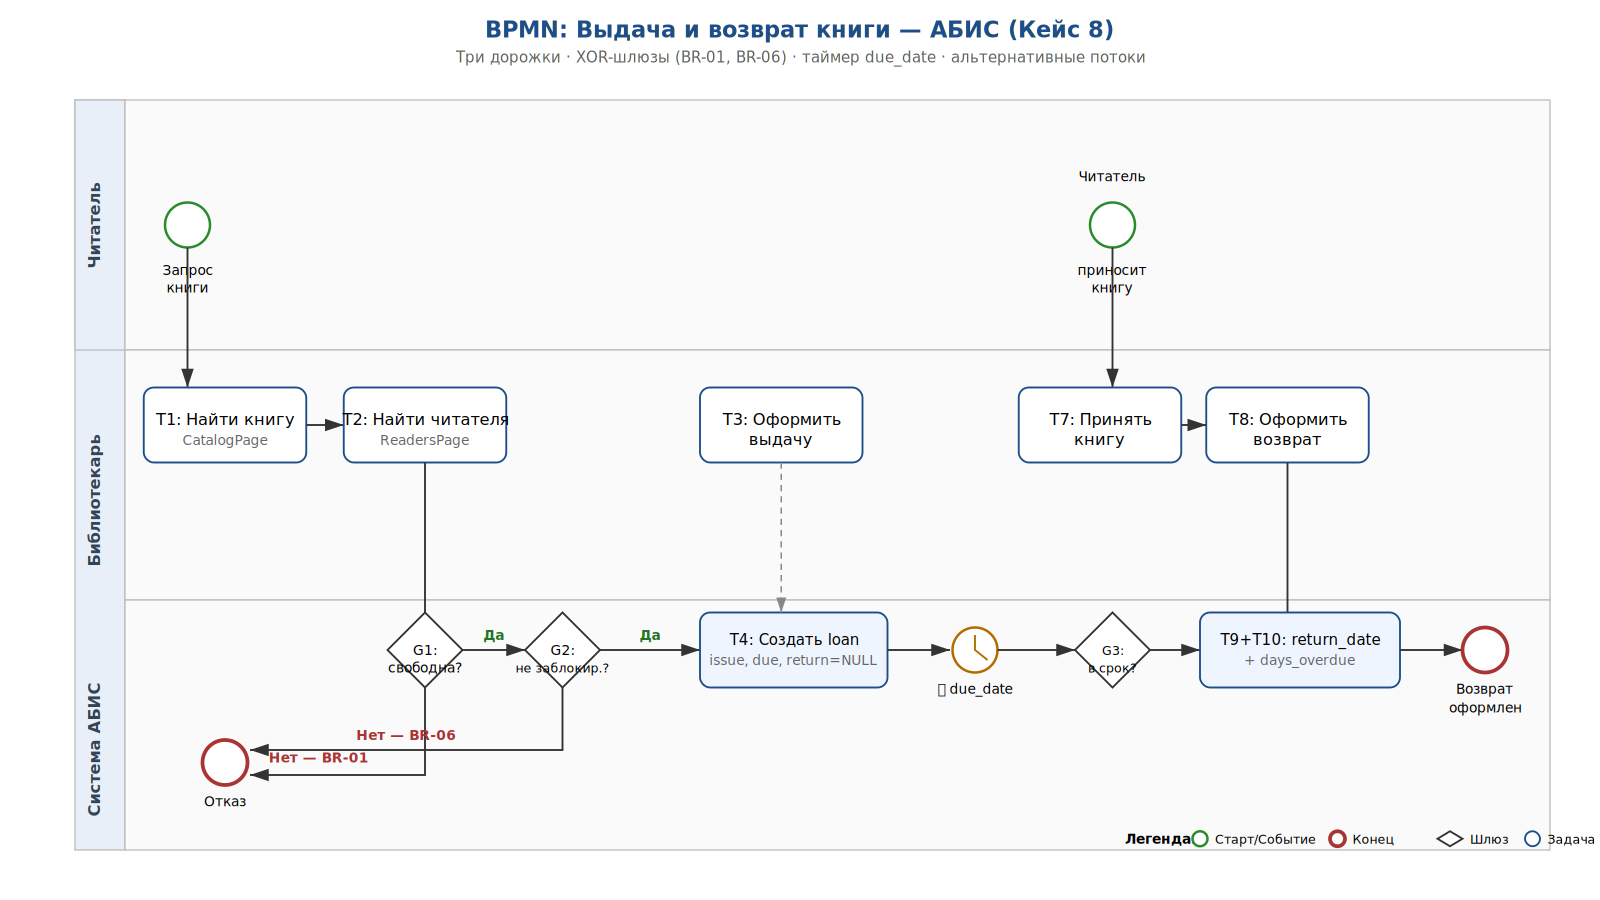 BPMN: Выдача и возврат книги — АБИС (Кейс 8)
Три дорожки · XOR-шлюзы (BR-01, BR-06) · таймер due_date · альтернативные потоки
Читатель
Читатель
Запрос
книги
приносит
книгу
Библиотекарь
T1: Найти книгу
CatalogPage
T2: Найти читателя
ReadersPage
T3: Оформить
выдачу
T7: Принять
книгу
T8: Оформить
возврат
Система АБИС
G1:
свободна?
Да
G2:
не заблокир.?
Да
T4: Создать loan
issue, due, return=NULL
due_date
G3:
в срок?
T9+T10: return_date
+ days_overdue
Возврат
оформлен
Нет — BR-06
Нет — BR-01
Отказ
Легенда
Старт/Событие
Конец
Шлюз
Задача